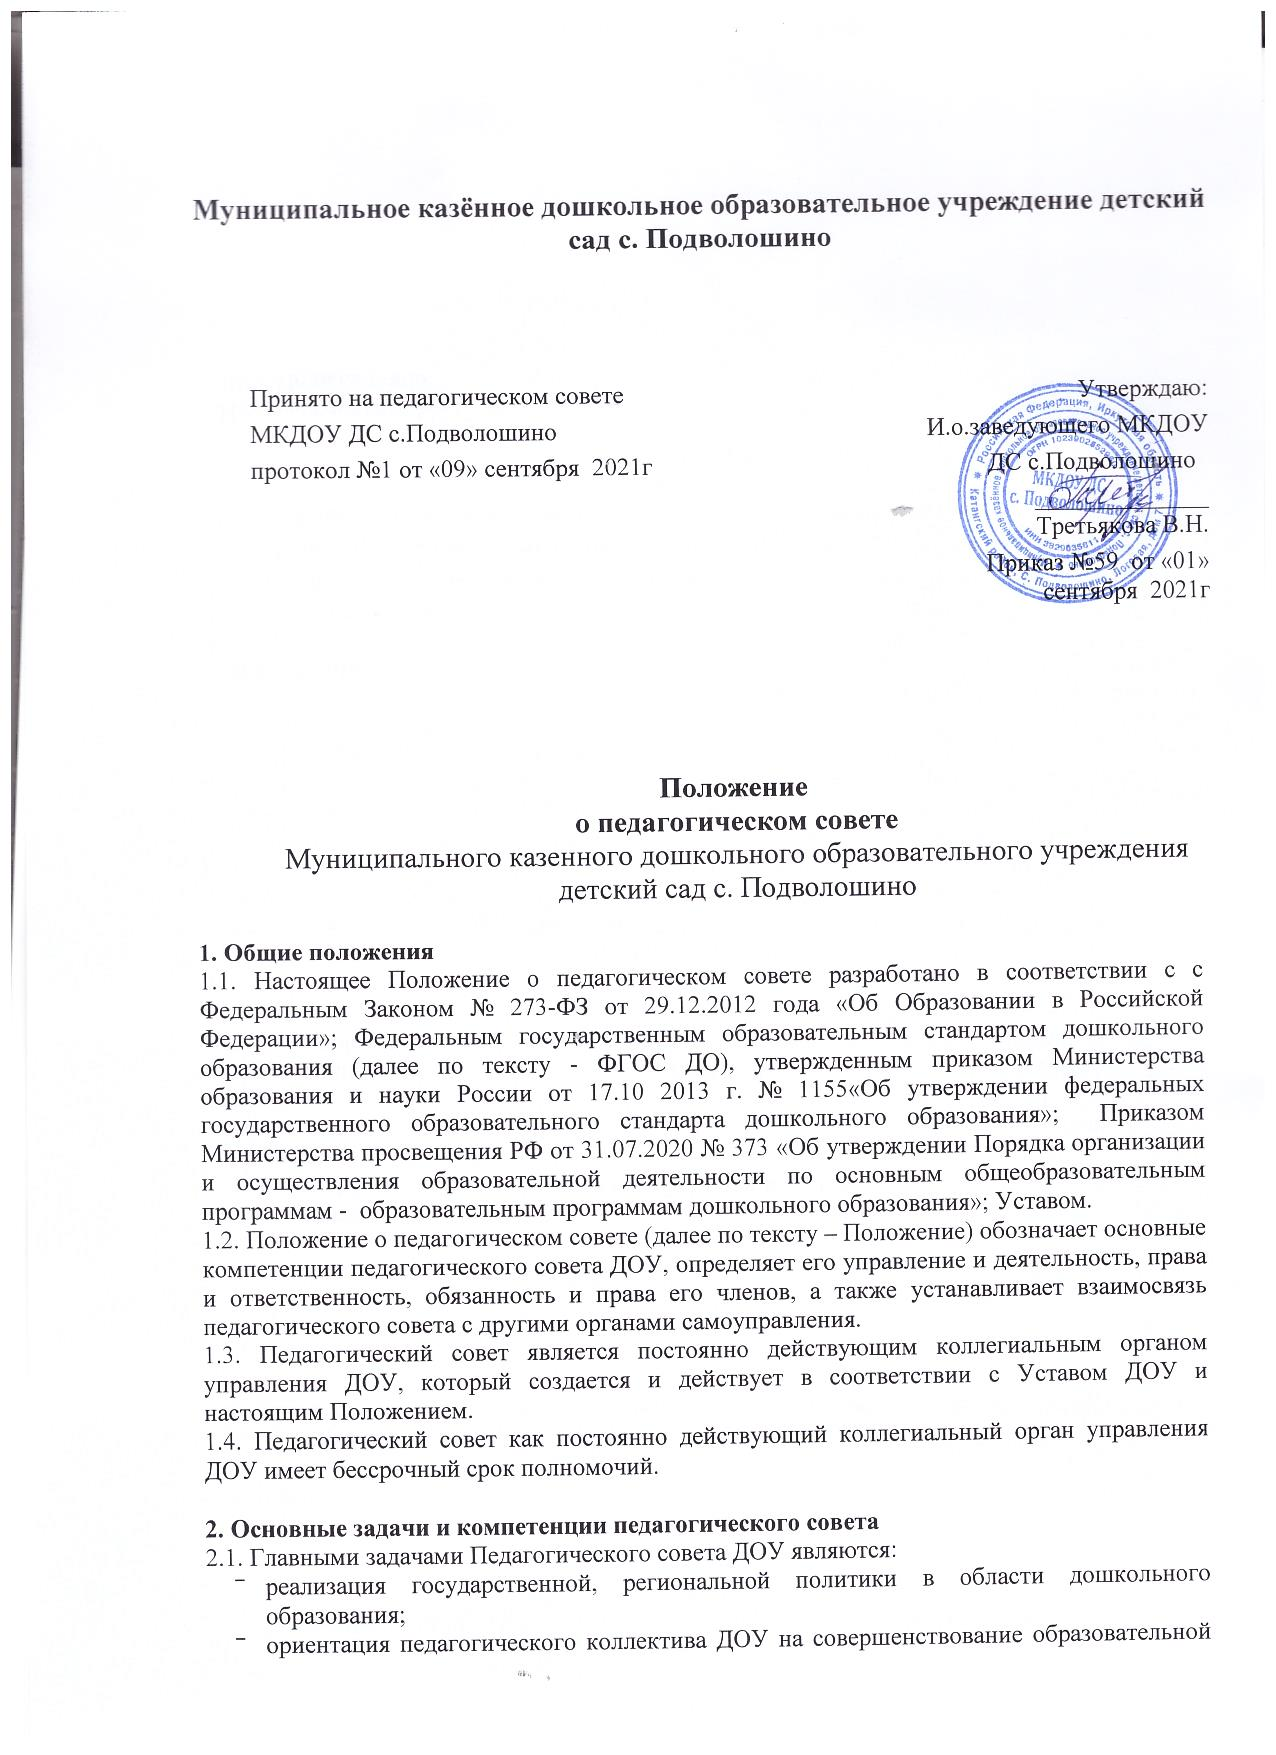 Муниципальное казённое дошкольное образовательное учреждение детский
сад с. Подволошино
Принято на педагогическом совете
МКДОУ ДС с.Подволошино
протокол №1 от «09» сентября 2021г
Утверждаю:
И.о.заведующего МКДОУ
ДС с.Подволошино
Третьякова В.Н.
Приказ №59 от «01»
сентября 2021г
МКДОУ ДС
с. Подволошино
Положение
о педагогическом совете
Муниципального казенного дошкольного образовательного учреждения
детский сад с. Подволошино
1. Общие положения
1.1. Настоящее Положение о педагогическом совете разработано в соответствии с с
Федеральным Законом № 273-ФЗ от 29.12.2012 года «Об Образовании в Российской
Федерации»; Федеральным государственным образовательным стандартом дошкольного
образования (далее по тексту - ФГОС ДО), утвержденным приказом Министерства
образования и науки России от 17.10 2013 г. № 1155«Об утверждении федеральных
государственного образовательного стандарта дошкольного образования»; Приказом
Министерства просвещения РФ от 31.07.2020 № 373 «Об утверждении Порядка организации
и осуществления образовательной деятельности по основным общеобразовательным
программам - образовательным программам дошкольного образования»; Уставом.
1.2. Положение о педагогическом совете (далее по тексту – Положение) обозначает основные
компетенции педагогического совета ДОУ, определяет его управление и деятельность, права
и ответственность, обязанность и права его членов, а также устанавливает взаимосвязь
педагогического совета с другими органами самоуправления.
1.3. Педагогический совет является постоянно действующим коллегиальным органом
управления ДОУ, который создается и действует в соответствии с Уставом ДОУ и
настоящим Положением.
1.4. Педагогический совет как постоянно действующий коллегиальный орган управления
ДОУ имеет бессрочный срок полномочий.
2. Основные задачи и компетенции педагогического совета
2.1. Главными задачами Педагогического совета ДОУ являются:
- реализация государственной, региональной политики в области дошкольного
образования;
- ориентация педагогического коллектива ДОУ на совершенствование образовательной